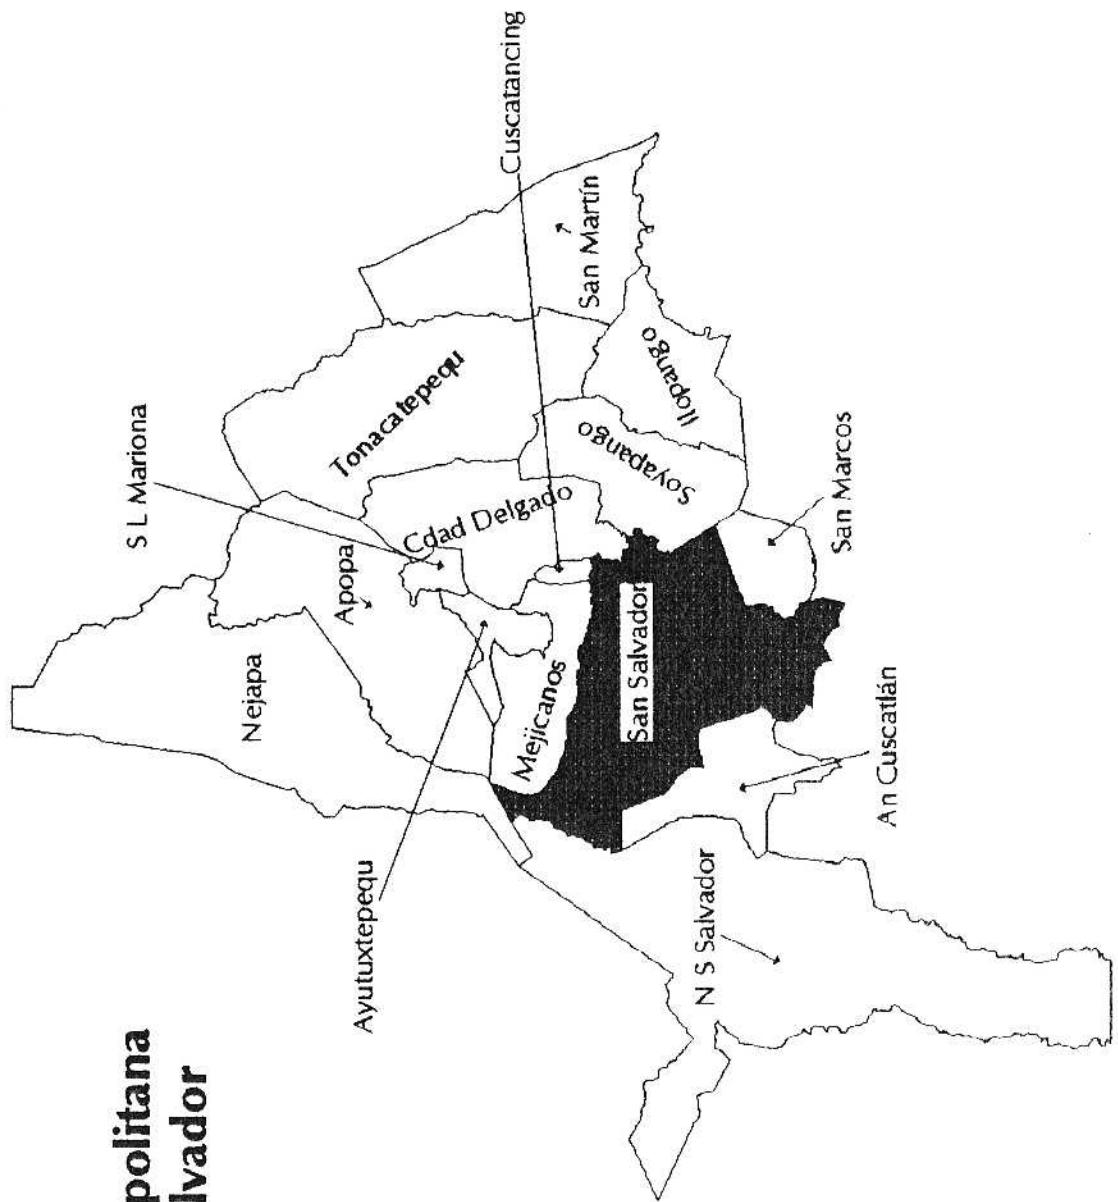 politana
lvador
S L Mariona
Cuscatancing
Nejapa
Apopa
Tonacatepequ
Cdad Delgado
San Martín
Ayutuxtepequ
Mejicanos
Soyapango
Ilopango
San Salvador
N S Salvador
An Cuscatlán
San Marcos